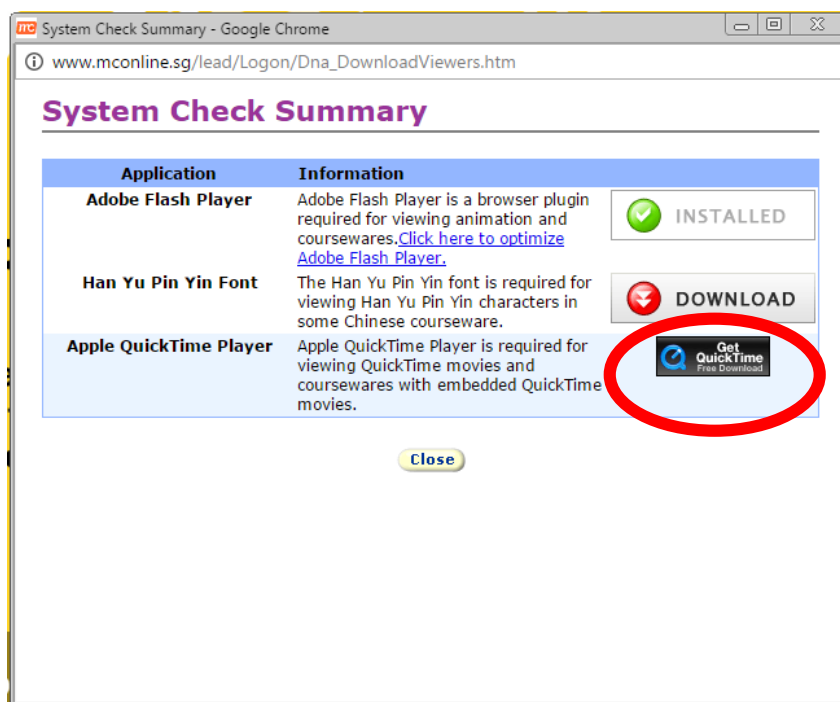 System Check Summary - Google Chrome
www.mconline.sg/lead/Logon/Dna_DownloadViewers.htm
System Check Summary
Application Information
Adobe Flash Player Adobe Flash Player is a browser plugin
required for viewing animation and
coursewares.Click here to optimize
Adobe Flash Player.
INSTALLED
Han Yu Pin Yin Font The Han Yu Pin Yin font is required for
viewing Han Yu Pin Yin characters in
some Chinese courseware.
DOWNLOAD
Apple QuickTime Player Apple QuickTime Player is required for
viewing QuickTime movies and
coursewares with embedded QuickTime
movies.
Get
QuickTime
Free Download
Close